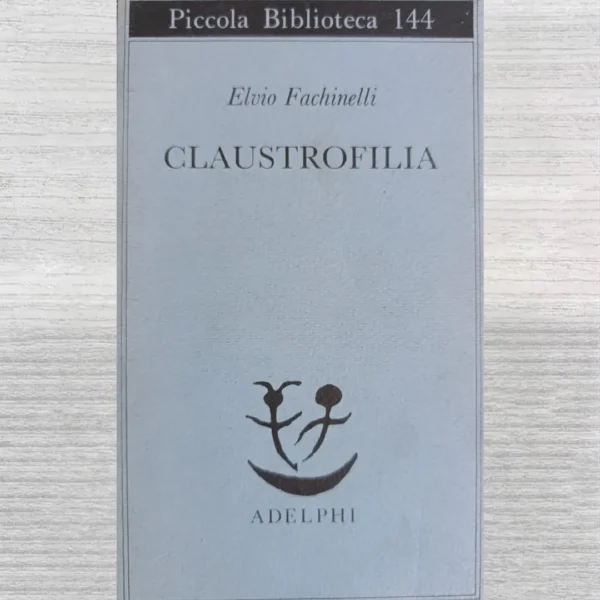 Piccola Biblioteca 144
Elvio Fachinelli
CLAUSTROFILIA
ADELPHI